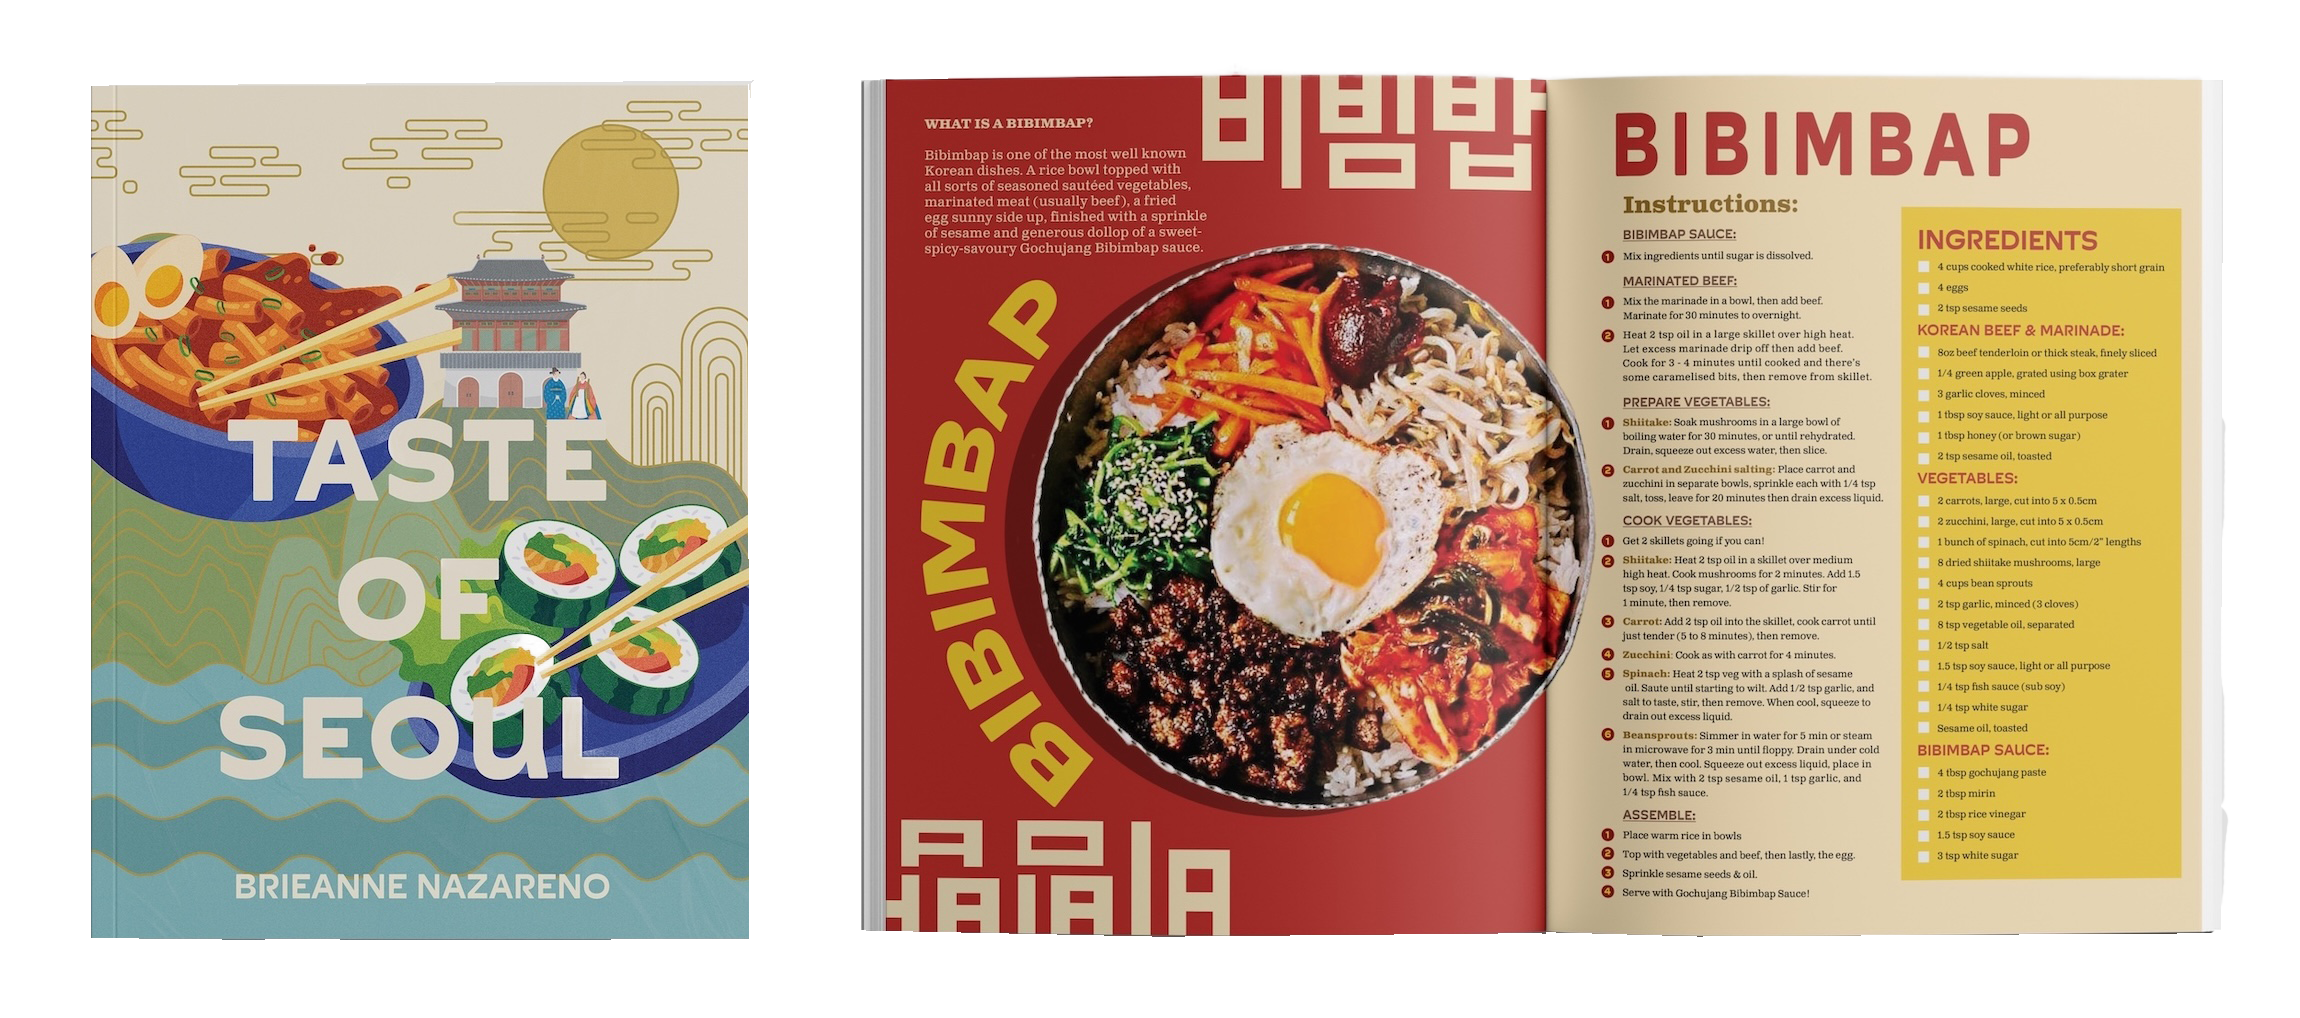 TASTE
OF
SEOUL
BRIEANNE NAZARENO
비빔밥
WHAT IS A BIBIMBAP?
Bibimbap is one of the most well known
Korean dishes. A rice bowl topped with
all sorts of seasoned sautéed vegetables,
marinated meat (usually beef), a fried
egg sunny side up, finished with a sprinkle
of sesame and generous dollop of a sweet-
spicy-savoury Gochujang Bibimbap sauce.
BIBIMBAP
비빔밥
BIBIMBAP
Instructions:
BIBIMBAP SAUCE:
1 Mix ingredients until sugar is dissolved.
MARINATED BEEF:
1 Mix the marinade in a bowl, then add beef.
Marinate for 30 minutes to overnight.
2 Heat 2 tsp oil in a large skillet over high heat.
Let excess marinade drip off then add beef.
Cook for 3 - 4 minutes until cooked and there's
some caramelised bits, then remove from skillet.
PREPARE VEGETABLES:
1 Shiitake: Soak mushrooms in a large bowl of
boiling water for 30 minutes, or until rehydrated.
Drain, squeeze out excess water, then slice.
2 Carrot and Zucchini salting: Place carrot and
zucchini in separate bowls, sprinkle each with 1/4 tsp
salt, toss, leave for 20 minutes then drain excess liquid.
COOK VEGETABLES:
1 Get 2 skillets going if you can!
2 Shiitake: Heat 2 tsp oil in a skillet over medium
high heat. Cook mushrooms for 2 minutes. Add 1.5
tsp soy, 1/4 tsp sugar, 1/2 tsp of garlic. Stir for
1 minute, then remove.
3 Carrot: Add 2 tsp oil into the skillet, cook carrot until
just tender (5 to 8 minutes), then remove.
4 Zucchini: Cook as with carrot for 4 minutes.
5 Spinach: Heat 2 tsp veg with a splash of sesame
oil. Saute until starting to wilt. Add 1/2 tsp garlic, and
salt to taste, stir, then remove. When cool, squeeze to
drain out excess liquid.
6 Beansprouts: Simmer in water for 5 min or steam
in microwave for 3 min until floppy. Drain under cold
water, then cool. Squeeze out excess liquid, place in
bowl. Mix with 2 tsp sesame oil, 1 tsp garlic, and
1/4 tsp fish sauce.
ASSEMBLE:
1 Place warm rice in bowls
2 Top with vegetables and beef, then lastly, the egg.
3 Sprinkle sesame seeds & oil.
4 Serve with Gochujang Bibimbap Sauce!
INGREDIENTS
4 cups cooked white rice, preferably short grain
4 eggs
2 tsp sesame seeds
KOREAN BEEF & MARINADE:
8oz beef tenderloin or thick steak, finely sliced
1/4 green apple, grated using box grater
3 garlic cloves, minced
1 tbsp soy sauce, light or all purpose
1 tbsp honey (or brown sugar)
2 tsp sesame oil, toasted
VEGETABLES:
2 carrots, large, cut into 5 x 0.5cm
2 zucchini, large, cut into 5 x 0.5cm
1 bunch of spinach, cut into 5cm/2" lengths
8 dried shiitake mushrooms, large
4 cups bean sprouts
2 tsp garlic, minced (3 cloves)
8 tsp vegetable oil, separated
1/2 tsp salt
1.5 tsp soy sauce, light or all purpose
1/4 tsp fish sauce (sub soy)
1/4 tsp white sugar
Sesame oil, toasted
BIBIMBAP SAUCE:
4 tbsp gochujang paste
2 tbsp mirin
2 tbsp rice vinegar
1.5 tsp soy sauce
3 tsp white sugar